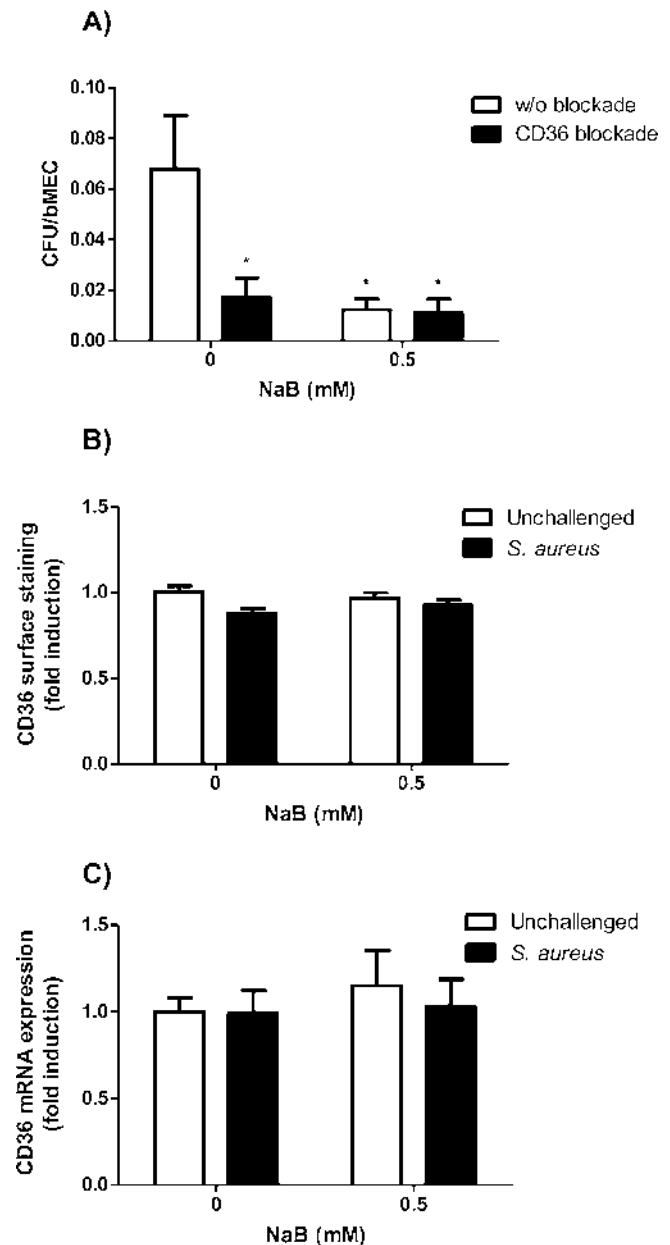 A)
0.10
0.08
0.06
0.04
0.02
0.00
CFU/bMEC
w/o blockade
CD36 blockade
*
*
*
0
0.5
NaB (mM)
B)
1.5
1.0
0.5
0.0
CD36 surface staining
(fold induction)
Unchallenged
S. aureus
0
0.5
NaB (mM)
C)
1.5
1.0
0.5
0.0
CD36 mRNA expression
(fold induction)
Unchallenged
S. aureus
0
0.5
NaB (mM)